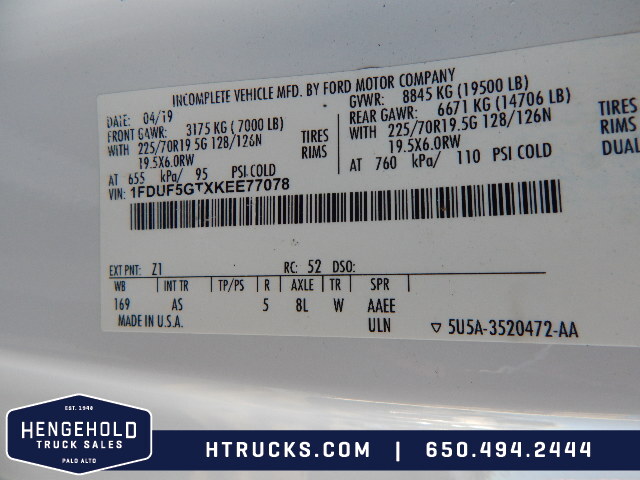 INCOMPLETE VEHICLE MFD. BY FORD MOTOR COMPANY
DATE: 04/19
GVWR: 8845 KG (19500 LB)
FRONT GAWR: 3175 KG (7000 LB)
REAR GAWR: 6671 KG (14706 LB)
WITH 225/70R19.5G 128/126N TIRES
WITH 225/70R19.5G 128/126N TIRES
19.5X6.0RW RIMS
19.5X6.0RW RIMS
AT 655 kPa/ 95 PSI COLD
AT 760 kPa/ 110 PSI COLD DUAL
VIN: 1FDUF5GTXKEE77078
EXT PNT: Z1 RC: 52 DSO:
WB INT TR TP/PS R AXLE TR SPR
169 AS 5 8L W AAEE
MADE IN U.S.A. ULN 5U5A-3520472-AA
EST. 1940
HENGEHOLD
TRUCK SALES
PALO ALTO
HTRUCKS.COM | 650.494.2444